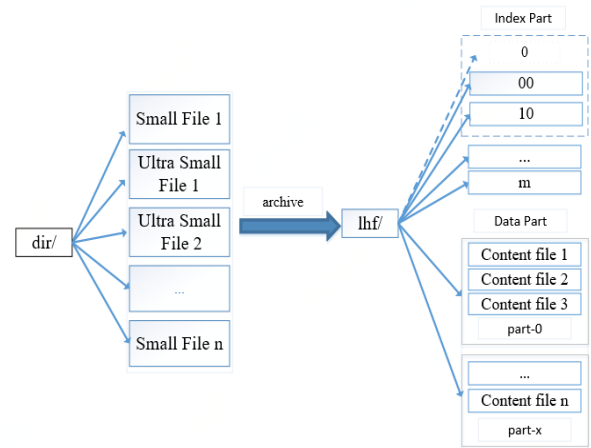 Index Part
0
00
10
...
m
Small File 1
Ultra Small
File 1
Ultra Small
File 2
...
Small File n
dir/
archive
lhf/
Data Part
Content file 1
Content file 2
Content file 3
part-0
...
Content file n
part-x